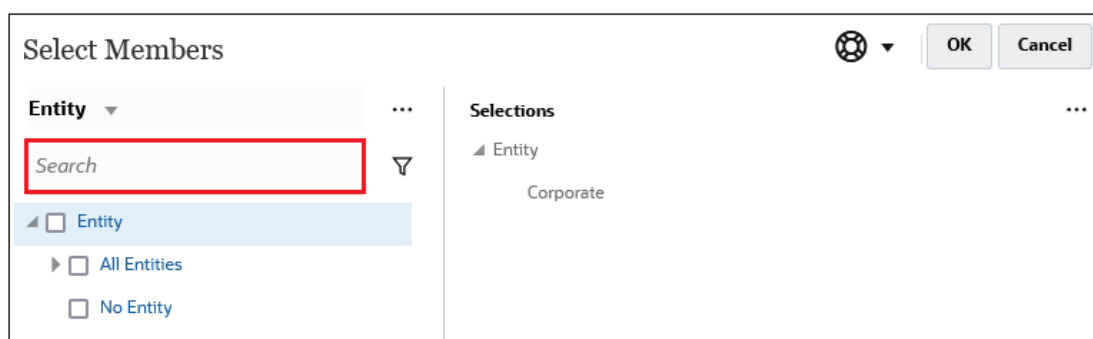 Select Members
OK
Cancel
Entity
Selections
Search
Entity
Corporate
Entity
All Entities
No Entity